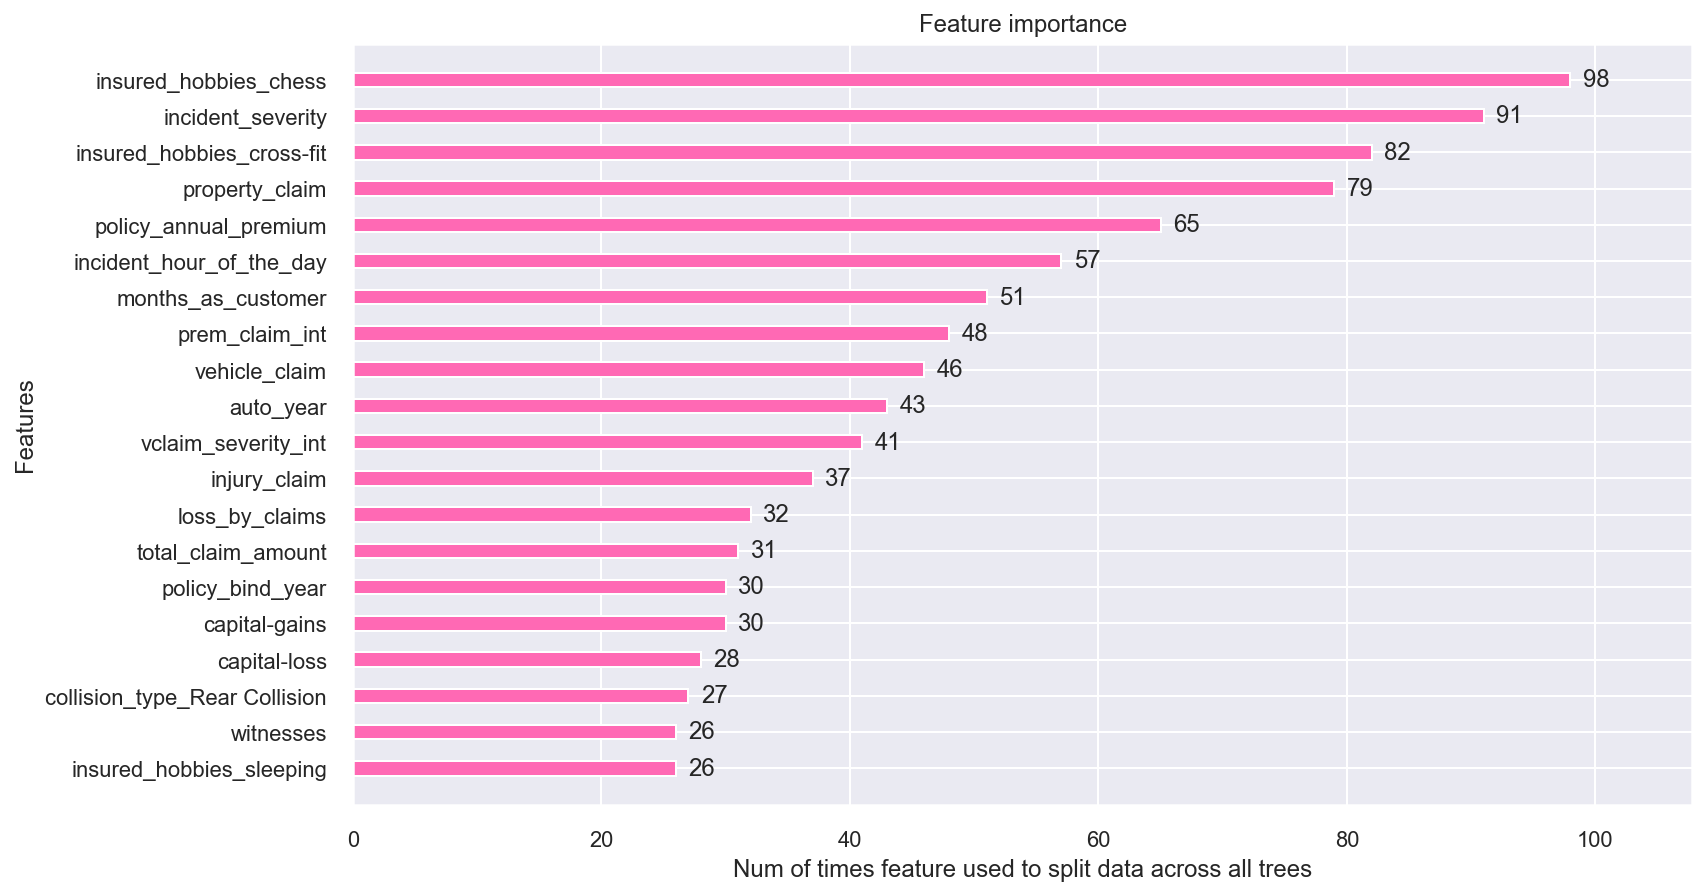 Feature importance
insured_hobbies_chess 98
incident_severity 91
insured_hobbies_cross-fit 82
property_claim 79
policy_annual_premium 65
incident_hour_of_the_day 57
months_as_customer 51
prem_claim_int 48
vehicle_claim 46
auto_year 43
vclaim_severity_int 41
injury_claim 37
loss_by_claims 32
total_claim_amount 31
policy_bind_year 30
capital-gains 30
capital-loss 28
collision_type_Rear Collision 27
witnesses 26
insured_hobbies_sleeping 26
Features
0 20 40 60 80 100
Num of times feature used to split data across all trees